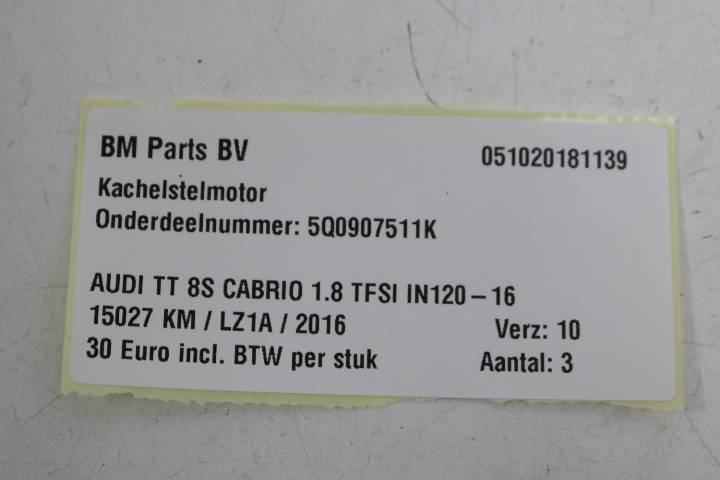 BM Parts BV 051020181139
Kachelstelmotor
Onderdeelnummer: 5Q0907511K
AUDI TT 8S CABRIO 1.8 TFSI IN120-16
15027 KM / LZ1A / 2016 Verz: 10
30 Euro incl. BTW per stuk Aantal: 3